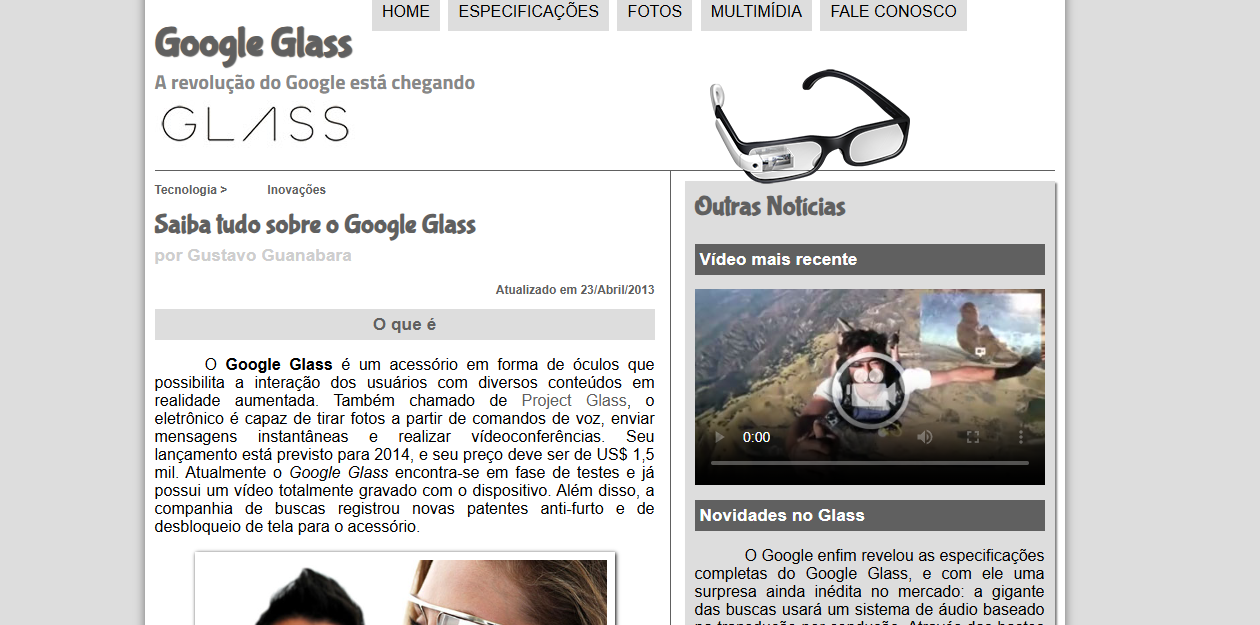 HOME ESPECIFICAÇÕES FOTOS MULTIMÍDIA FALE CONOSCO
Google Glass
A revolução do Google está chegando
GLASS
Tecnologia > Inovações
Saiba tudo sobre o Google Glass
por Gustavo Guanabara
Atualizado em 23/Abril/2013
O que é
O Google Glass é um acessório em forma de óculos que
possibilita a interação dos usuários com diversos conteúdos em
realidade aumentada. Também chamado de Project Glass, o
eletrônico é capaz de tirar fotos a partir de comandos de voz, enviar
mensagens instantâneas e realizar vídeoconferências. Seu
lançamento está previsto para 2014, e seu preço deve ser de US$ 1,5
mil. Atualmente o Google Glass encontra-se em fase de testes e já
possui um vídeo totalmente gravado com o dispositivo. Além disso, a
companhia de buscas registrou novas patentes anti-furto e de
desbloqueio de tela para o acessório.
Outras Notícias
Vídeo mais recente
0:00
Novidades no Glass
O Google enfim revelou as especificações
completas do Google Glass, e com ele uma
surpresa ainda inédita no mercado: a gigante
das buscas usará um sistema de áudio baseado